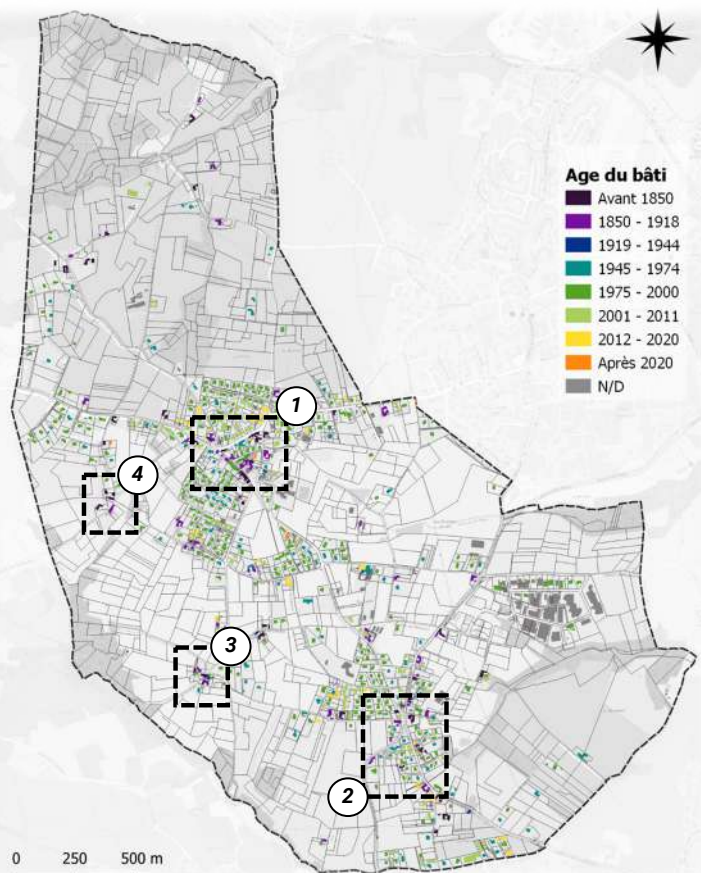 Age du bâti
Avant 1850
1850 - 1918
1919 - 1944
1945 - 1974
1975 - 2000
2001 - 2011
2012 - 2020
Après 2020
N/D
1
4
3
2
0 250 500 m